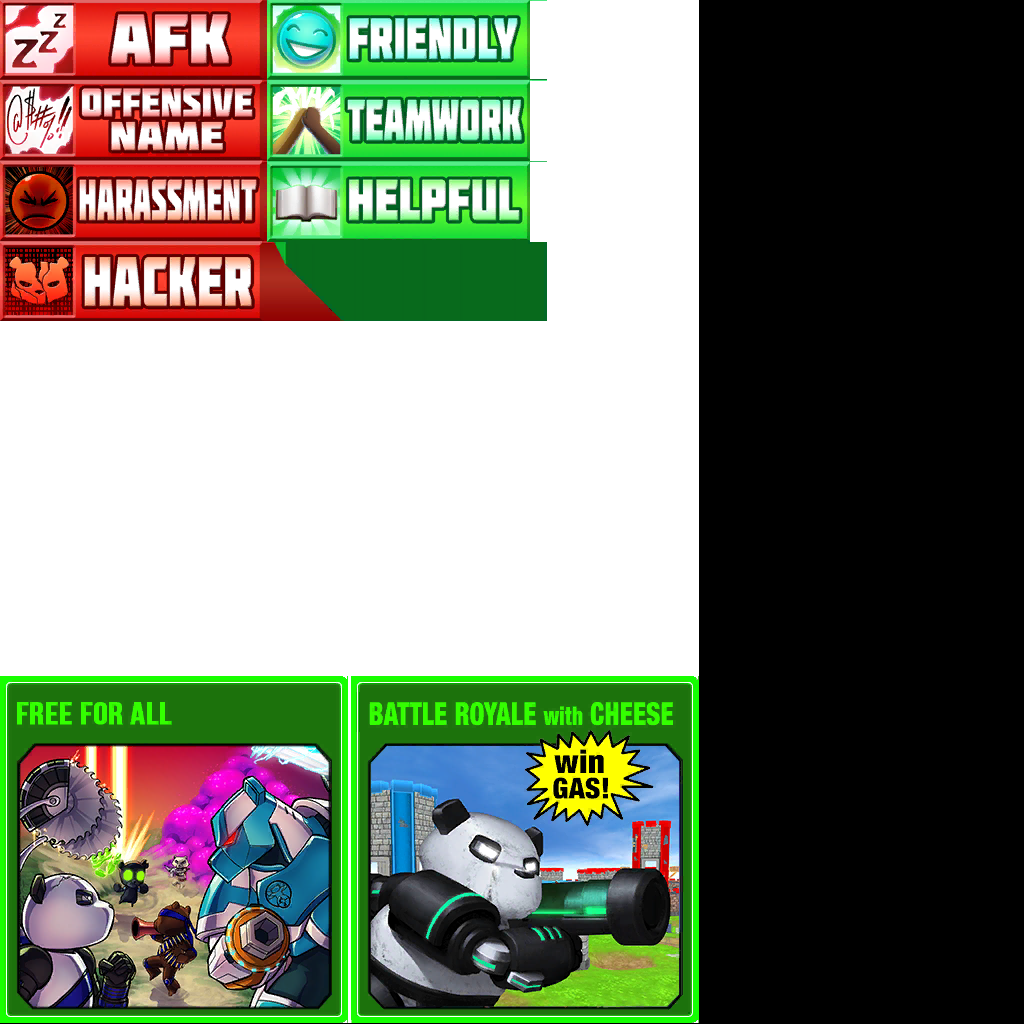 Z Z Z
AFK
FRIENDLY
@$#%!!
OFFENSIVE
NAME
TEAMWORK
HARASSMENT
HELPFUL
HACKER
FREE FOR ALL
BATTLE ROYALE with CHEESE
win
GAS!